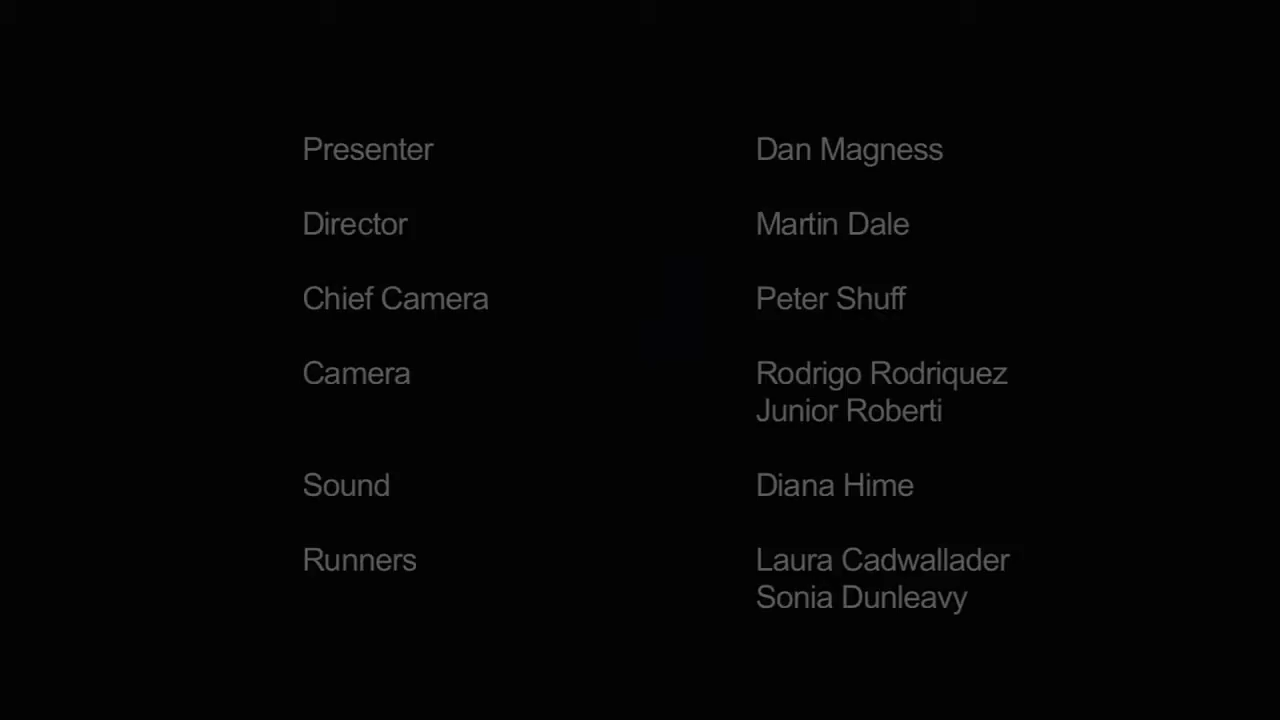 Presenter Dan Magness
Director Martin Dale
Chief Camera Peter Shuff
Camera Rodrigo Rodriquez
Junior Roberti
Sound Diana Hime
Runners Laura Cadwallader
Sonia Dunleavy